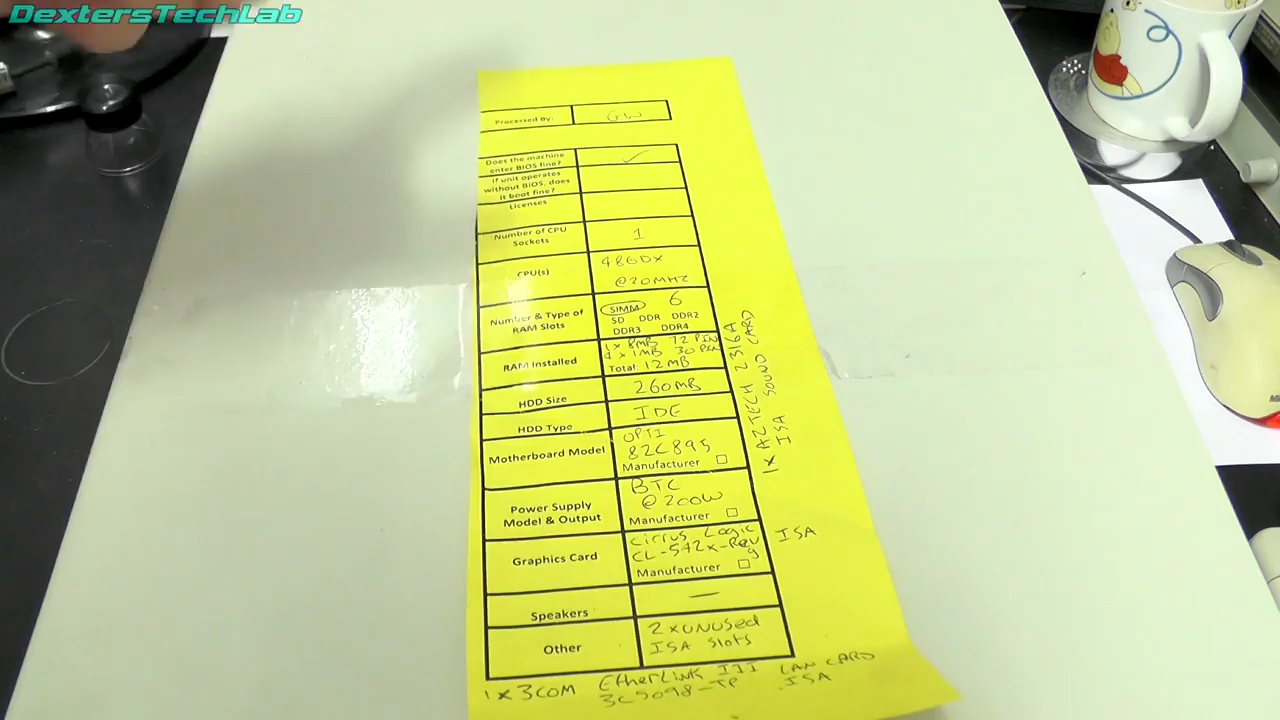 DextersTechLab
Processed By:
GW
Does the machine
enter BIOS fine?
✓
If unit operates
without BIOS, does
it boot fine?
Licenses
Number of CPU
Sockets
1
CPU(s)
486DX
@20MHZ
Number & Type of
RAM Slots
SIMM 6
SD DDR DDR2
DDR3 DDR4
RAM Installed
1 x 8MB 72 PIN
4 x 1MB 30 PIN
Total: 12MB
HDD Size
260MB
HDD Type
IDE
Motherboard Model
OPTI
82C895
Manufacturer ☐
Power Supply
Model & Output
BTC
@200W
Manufacturer ☐
Graphics Card
Cirrus Logic
CL-542x-Rev
g
Manufacturer ☐
ISA
Speakers
—
Other
2 x UNUSED
ISA Slots
1 x AZTECH 2316A
ISA SOUND CARD
1 x 3COM EtherLink III LAN CARD
3C509B-TP ISA